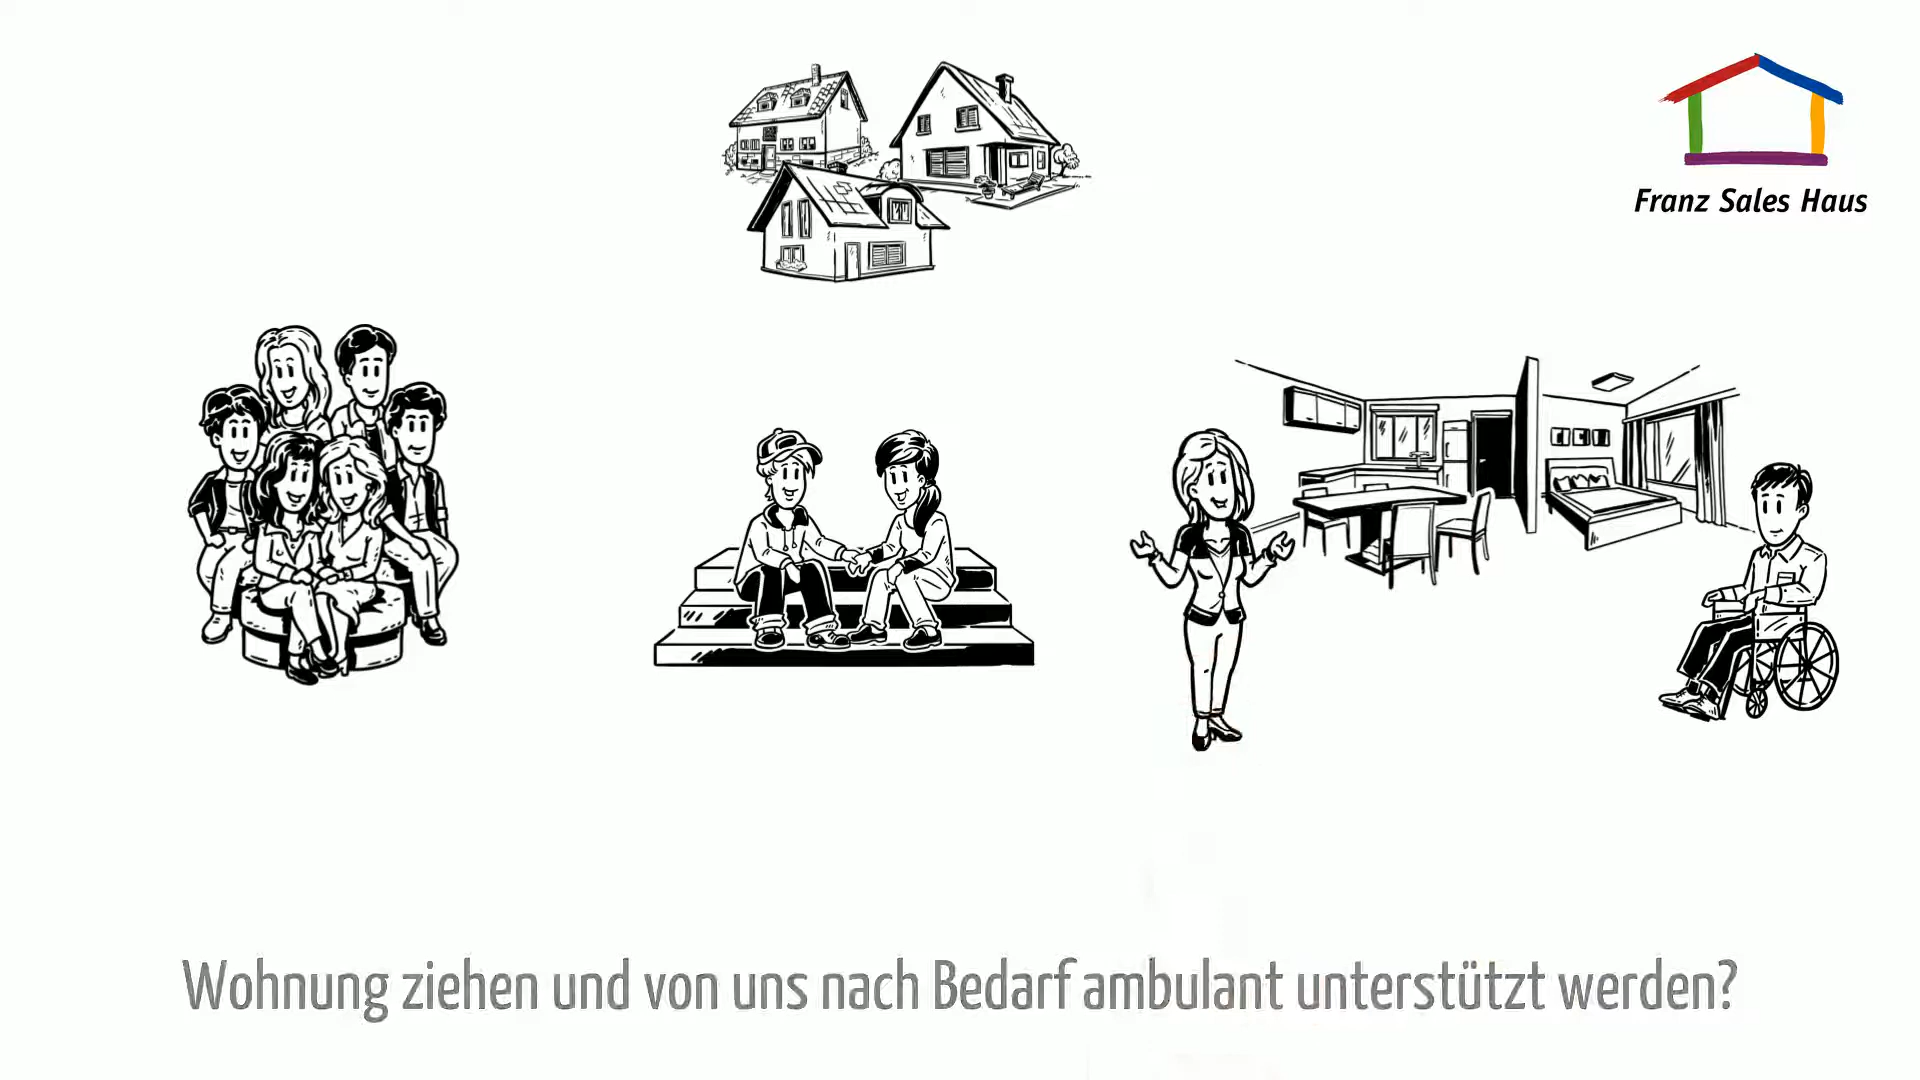 Franz Sales Haus
Wohnung ziehen und von uns nach Bedarf ambulant unterstützt werden?